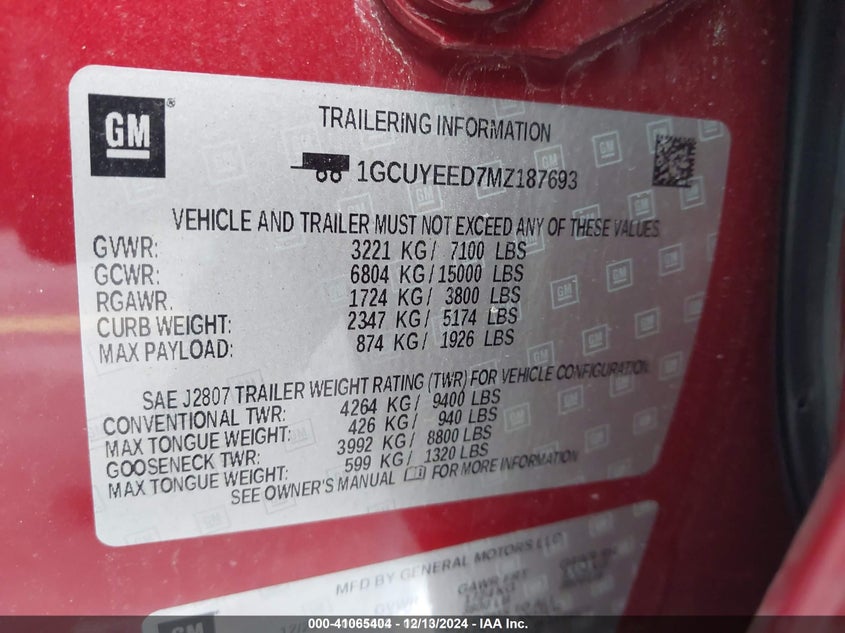 GM
TRAILERING INFORMATION
1GCUYEED7MZ187693
VEHICLE AND TRAILER MUST NOT EXCEED ANY OF THESE VALUES
GVWR: 3221 KG/ 7100 LBS
GCWR: 6804 KG/15000 LBS
RGAWR. 1724 KG/ 3800 LBS
CURB WEIGHT: 2347 KG/ 5174 LBS
MAX PAYLOAD: 874 KG/ 1926 LBS
SAE J2807 TRAILER WEIGHT RATING (TWR) FOR VEHICLE CONFIGURATION.
CONVENTIONAL TWR: 4264 KG/ 9400 LBS
MAX TONGUE WEIGHT: 426 KG/ 940 LBS
GOOSENECK TWR: 3992 KG/ 8800 LBS
MAX TONGUE WEIGHT: 599 KG/ 1320 LBS
SEE OWNER'S MANUAL FOR MORE INFORMATION
MFD BY GENERAL MOTORS LLC
GVWR GAWR FRT
000-41065404 - 12/13/2024 - IAA Inc.